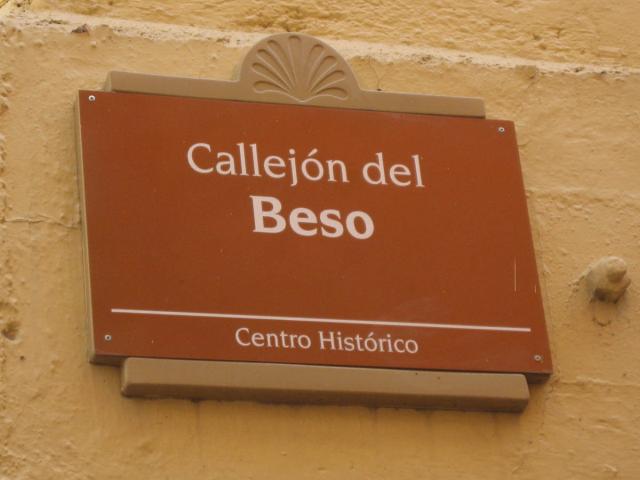 Callejón del
Beso
Centro Histórico